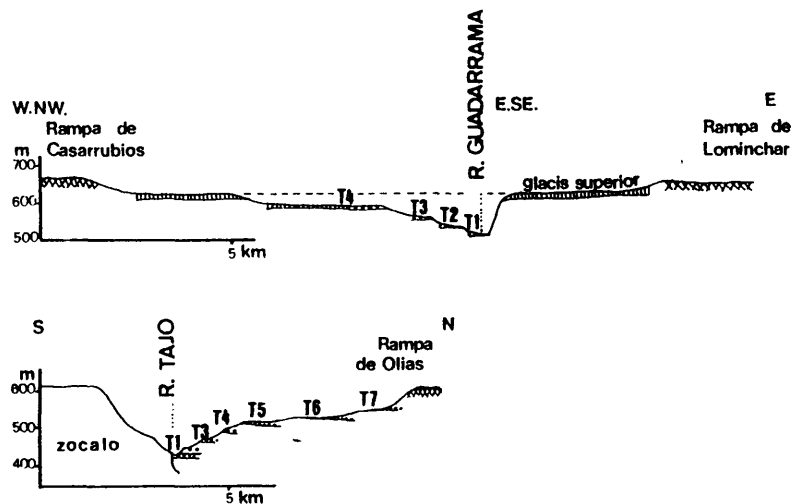 R. GUADARRAMA
W.NW.
E.SE.
E
Rampa de
Casarrubios
Rampa de
Lominchar
m
700
600
500
T4
T3
T2
T1
glacis superior
5 km
S
N
R. TAJO
Rampa
de Olias
m
600
500
400
zocalo
T1
T3
T4
T5
T6
T7
5 km